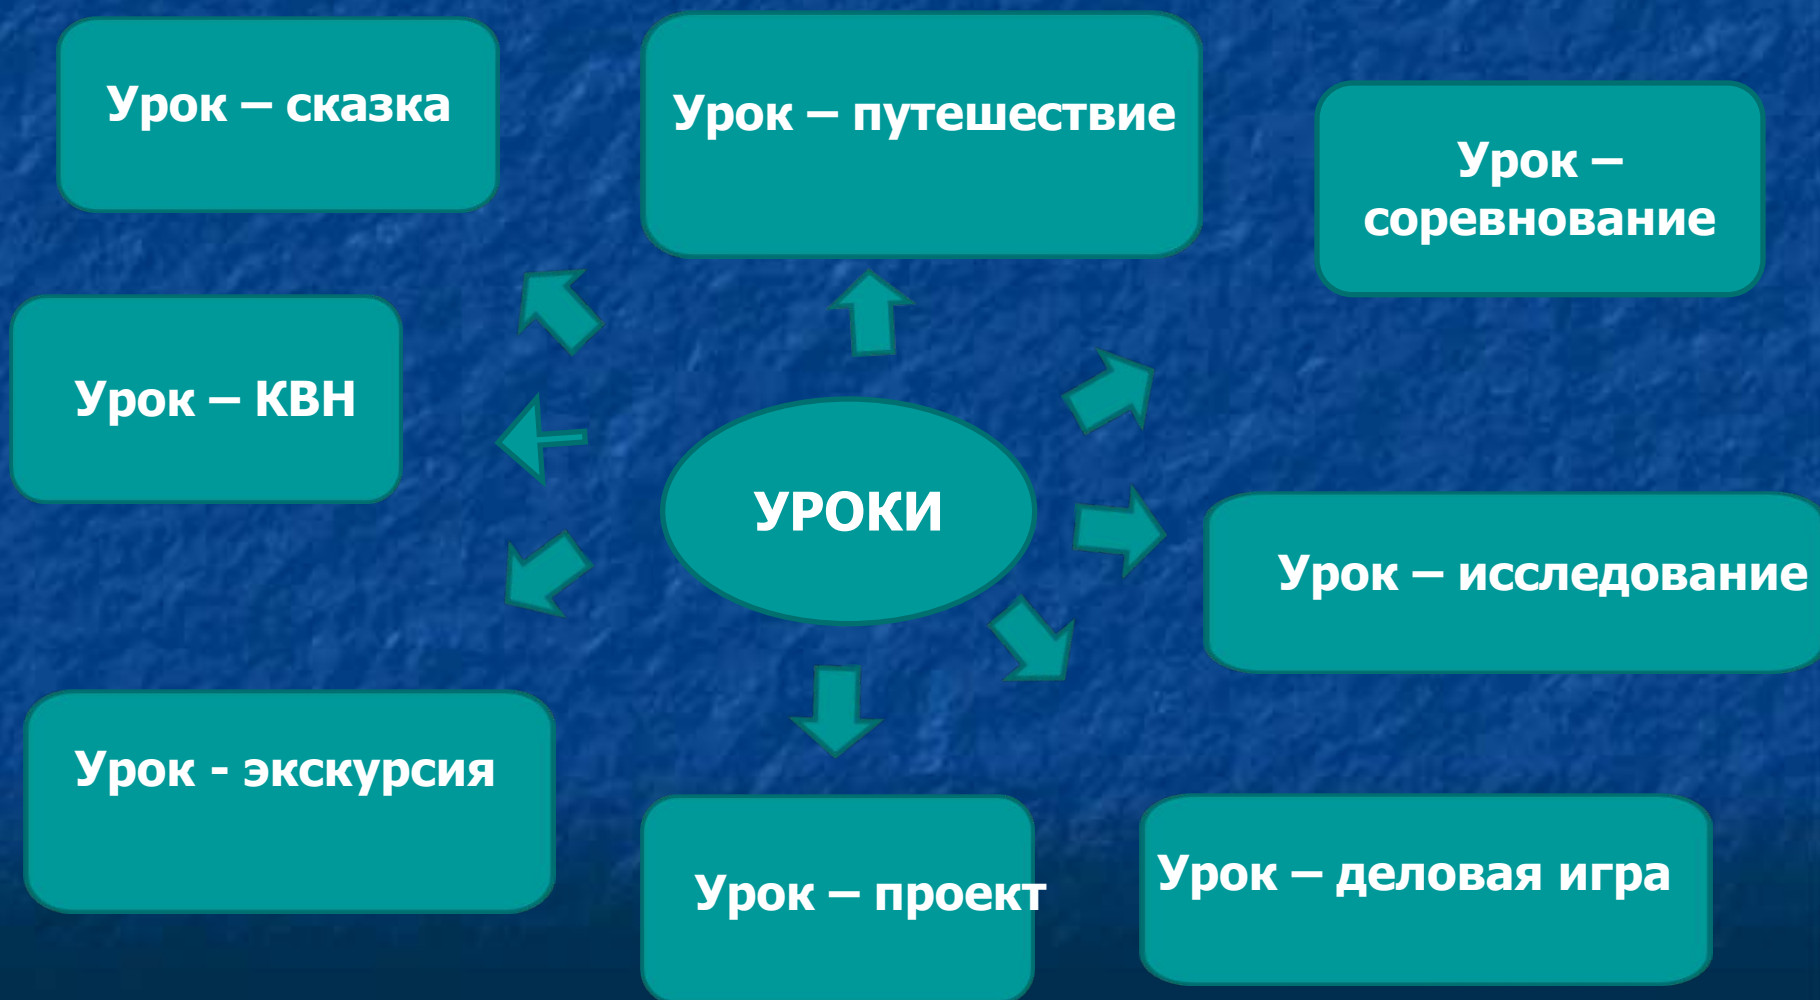 Урок – сказка
Урок – путешествие
Урок –
соревнование
Урок – КВН
УРОКИ
Урок – исследование
Урок - экскурсия
Урок – проект
Урок – деловая игра